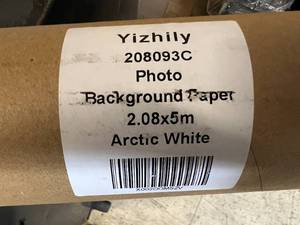 Yizhily
208093C
Photo
Background Paper
2.08x5m
Arctic White